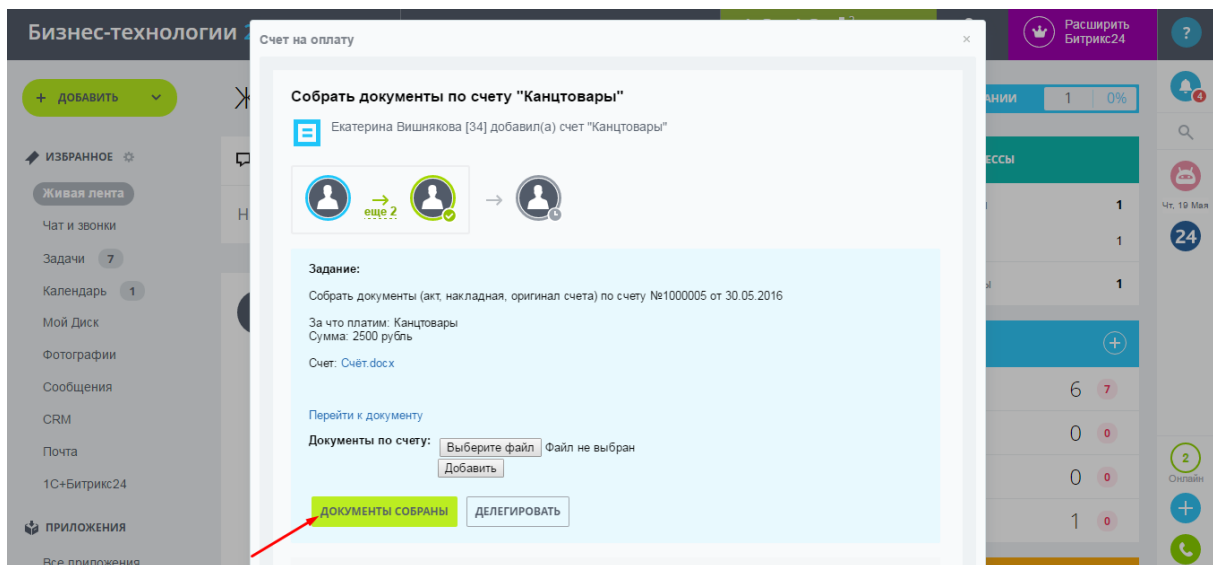 Бизнес-технологии 2
Расширить
Битрикс24
?
Счет на оплату
×
+ ДОБАВИТЬ
Ж
Собрать документы по счету "Канцтовары"
1 0%
4
Екатерина Вишнякова [34] добавил(а) счет "Канцтовары"
ИЗБРАННОЕ
Живая лента
Чат и звонки
Задачи 7
Календарь 1
Мой Диск
Фотографии
Сообщения
CRM
Почта
1С+Битрикс24
ПРИЛОЖЕНИЯ
Все приложения
Н
еще 2
Задание:
Собрать документы (акт, накладная, оригинал счета) по счету №1000005 от 30.05.2016
За что платим: Канцтовары
Сумма: 2500 рубль
Счет: Счёт.docx
Перейти к документу
Документы по счету: Выберите файл Файл не выбран
Добавить
ДОКУМЕНТЫ СОБРАНЫ ДЕЛЕГИРОВАТЬ
1
1
1
6 7
0 0
0 0
1 0
Чт, 19 Мая
24
2
Онлайн